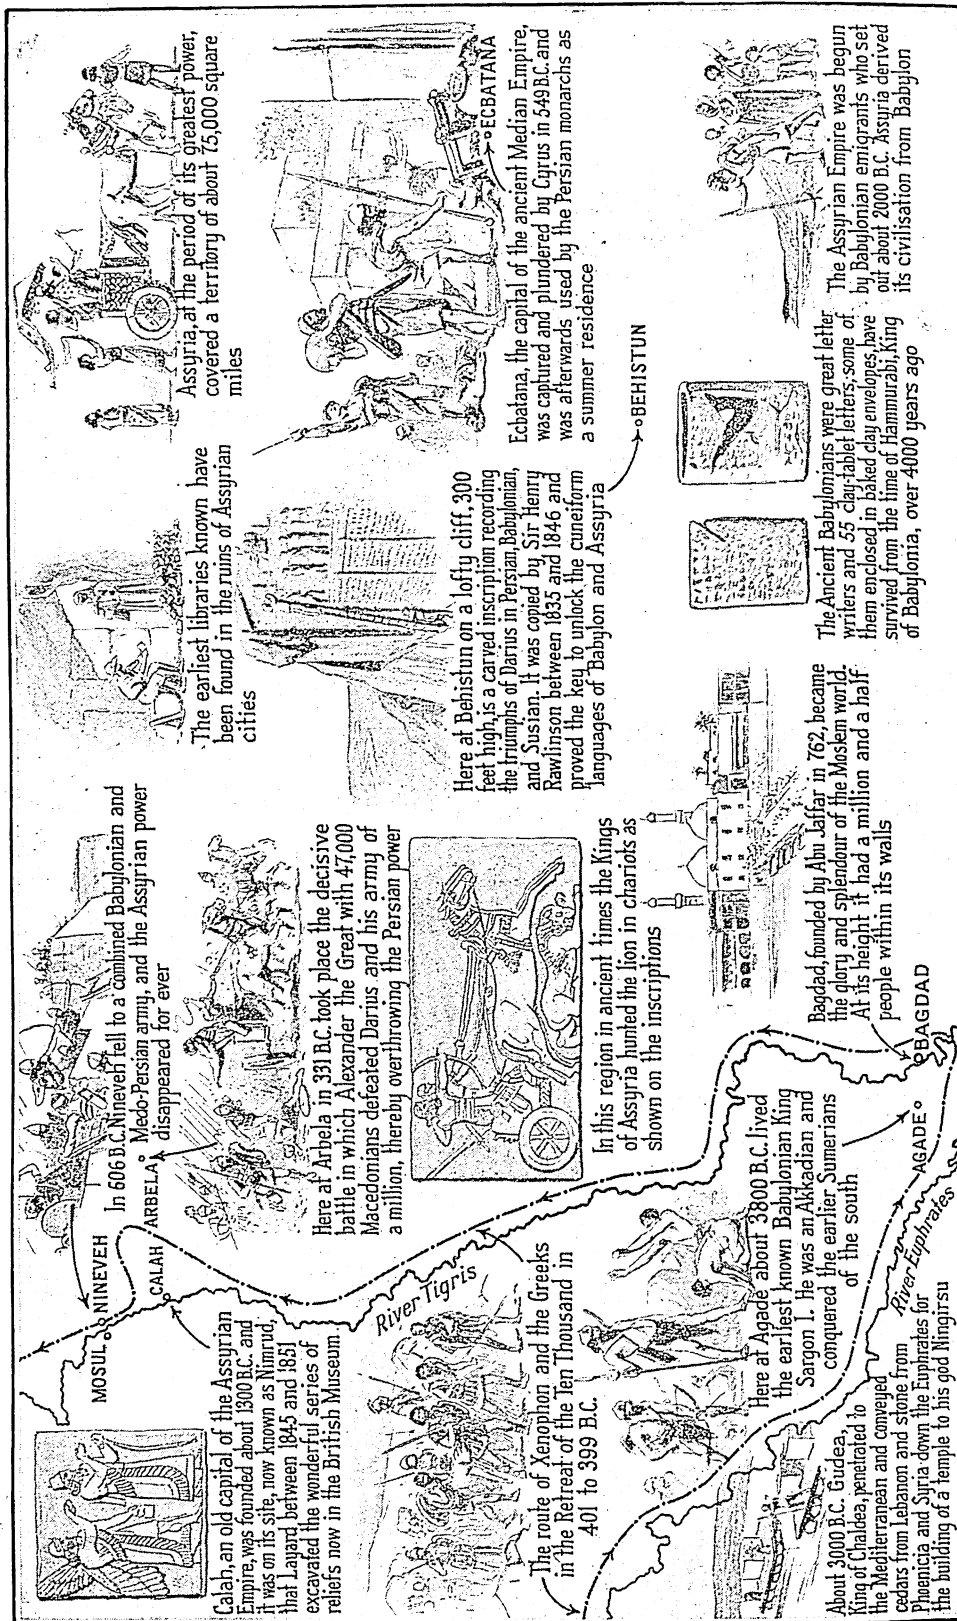 MOSUL
NINEVEH
CALAH
ARBELA
In 606 B.C. Nineveh fell to a combined Babylonian and
Medo-Persian army, and the Assyrian power
disappeared for ever
The earliest libraries known have
been found in the ruins of Assyrian
cities
Assyria, at the period of its greatest power,
covered a territory of about 75,000 square
miles
Calah, an old capital of the Assyrian
Empire, was founded about 1300 B.C. and
it was on its site, now known as Nimrud,
that Layard between 1845 and 1851
excavated the wonderful series of
reliefs now in the British Museum
Here at Arbela in 331 B.C. took place the decisive
battle in which Alexander the Great with 47,000
Macedonians defeated Darius and his army of
a million, thereby overthrowing the Persian power
Here at Behistun on a lofty cliff, 300
feet high, is a carved inscription recording
the triumphs of Darius in Persian, Babylonian,
and Susian. It was copied by Sir Henry
Rawlinson between 1835 and 1846 and
proved the key to unlock the cuneiform
languages of Babylon and Assyria
BEHISTUN
ECBATANA
Ecbatana, the capital of the ancient Median Empire,
was captured and plundered by Cyrus in 549 B.C. and
was afterwards used by the Persian monarchs as
a summer residence
River Tigris
The route of Xenophon and the Greeks
in the Retreat of the Ten Thousand in
401 to 399 B.C.
In this region in ancient times the Kings
of Assyria hunted the lion in chariots as
shown on the inscriptions
Here at Agade about 3800 B.C. lived
the earliest known Babylonian King
Sargon I. He was an Akkadian and
conquered the earlier Sumerians
of the south
About 3000 B.C. Gudea,
King of Chaldea, penetrated to
the Mediterranean and conveyed
cedars from Lebanon and stone from
Phoenicia and Syria down the Euphrates for
the building of a temple to his god Ningirsu
River Euphrates
AGADE
BAGDAD
Bagdad, founded by Abu Jaffar in 762, became
the glory and splendour of the Moslem world.
At its height it had a million and a half
people within its walls
The Ancient Babylonians were great letter
writers and 55 clay-tablet letters, some of
them enclosed in baked clay envelopes, have
survived from the time of Hammurabi, King
of Babylonia, over 4000 years ago
The Assyrian Empire was begun
by Babylonian emigrants who set
out about 2000 B.C. Assyria derived
its civilisation from Babylon